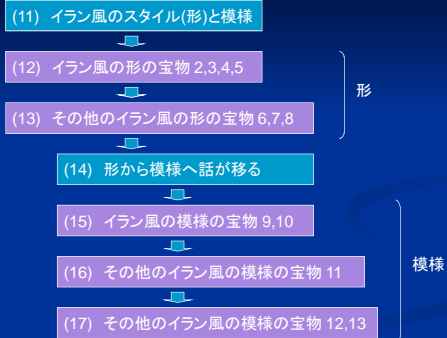 (11) イラン風のスタイル(形)と模様
(12) イラン風の形の宝物 2,3,4,5
(13) その他のイラン風の形の宝物 6,7,8
形
(14) 形から模様へ話が移る
(15) イラン風の模様の宝物 9,10
(16) その他のイラン風の模様の宝物 11
(17) その他のイラン風の模様の宝物 12,13
模様